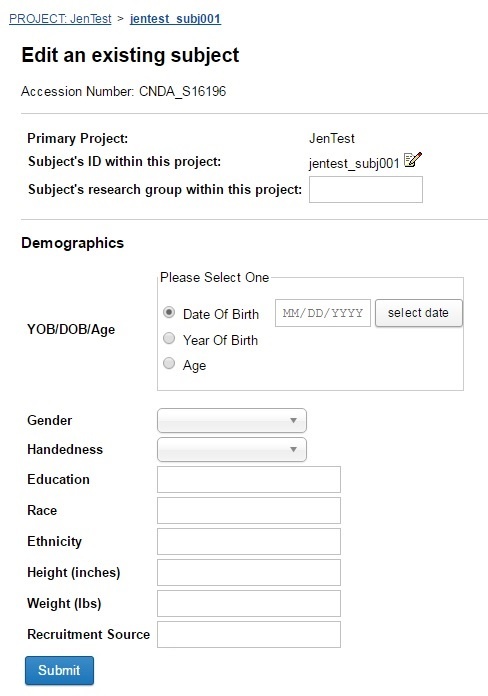 PROJECT: JenTest > jentest_subj001
Edit an existing subject
Accession Number: CNDA_S16196
Primary Project: JenTest
Subject's ID within this project: jentest_subj001
Subject's research group within this project:
Demographics
Please Select One
Date Of Birth MM/DD/YYYY select date
YOB/DOB/Age
Year Of Birth
Age
Gender
Handedness
Education
Race
Ethnicity
Height (inches)
Weight (lbs)
Recruitment Source
Submit